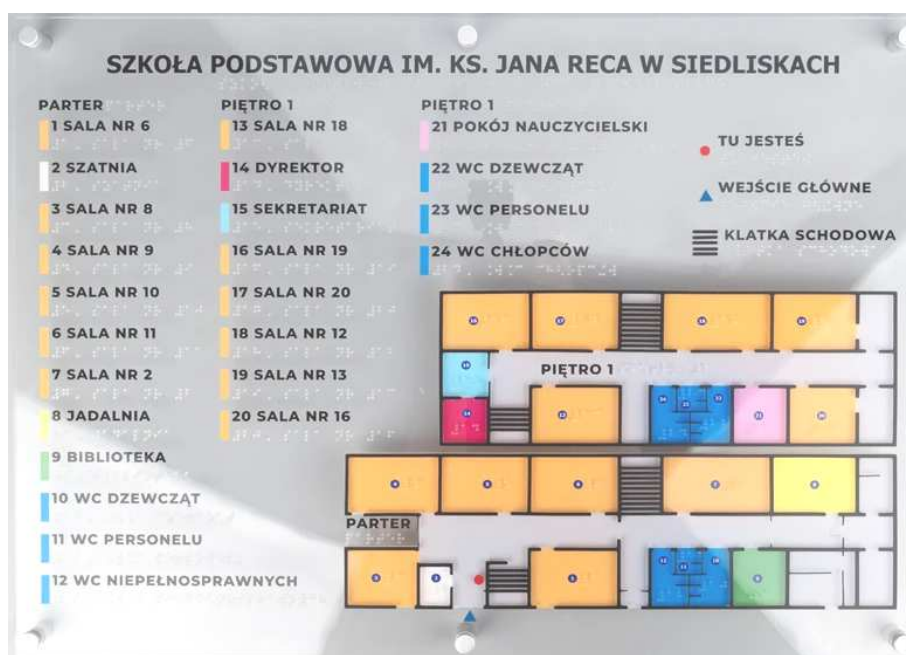 SZKOŁA PODSTAWOWA IM. KS. JANA RECA W SIEDLISKACH
PARTER
1 SALA NR 6
2 SZATNIA
3 SALA NR 8
4 SALA NR 9
5 SALA NR 10
6 SALA NR 11
7 SALA NR 2
8 JADALNIA
9 BIBLIOTEKA
10 WC DZEWCZĄT
11 WC PERSONELU
12 WC NIEPEŁNOSPRAWNYCH
PIĘTRO 1
13 SALA NR 18
14 DYREKTOR
15 SEKRETARIAT
16 SALA NR 19
17 SALA NR 20
18 SALA NR 12
19 SALA NR 13
20 SALA NR 16
PIĘTRO 1
21 POKÓJ NAUCZYCIELSKI
22 WC DZEWCZĄT
23 WC PERSONELU
24 WC CHŁOPCÓW
TU JESTEŚ
WEJŚCIE GŁÓWNE
KLATKA SCHODOWA
PIĘTRO 1
PARTER